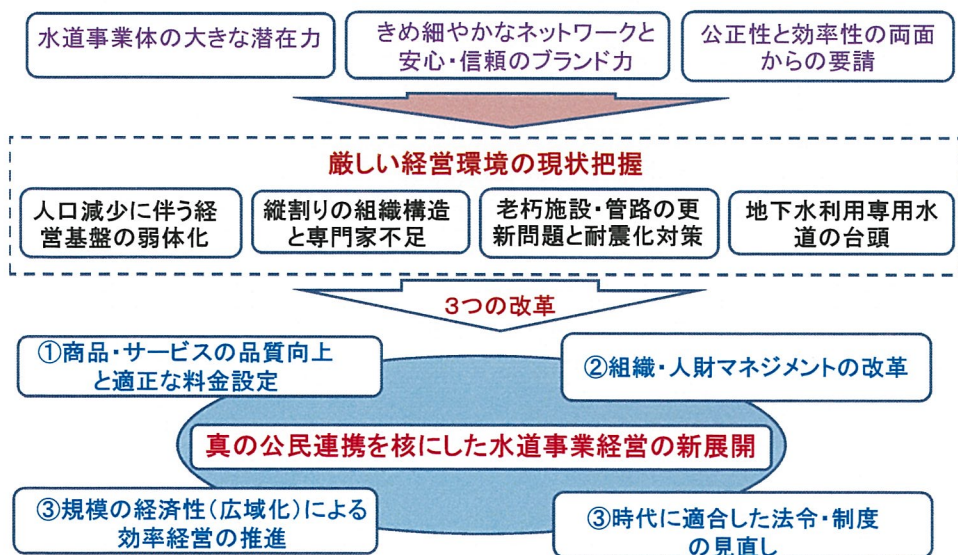 水道事業体の大きな潜在力
きめ細やかなネットワークと
安心・信頼のブランド力
公正性と効率性の両面
からの要請
厳しい経営環境の現状把握
人口減少に伴う経
営基盤の弱体化
縦割りの組織構造
と専門家不足
老朽施設・管路の更
新問題と耐震化対策
地下水利用専用水
道の台頭
3つの改革
①商品・サービスの品質向上
と適正な料金設定
②組織・人財マネジメントの改革
真の公民連携を核にした水道事業経営の新展開
③規模の経済性(広域化)による
効率経営の推進
③時代に適合した法令・制度
の見直し